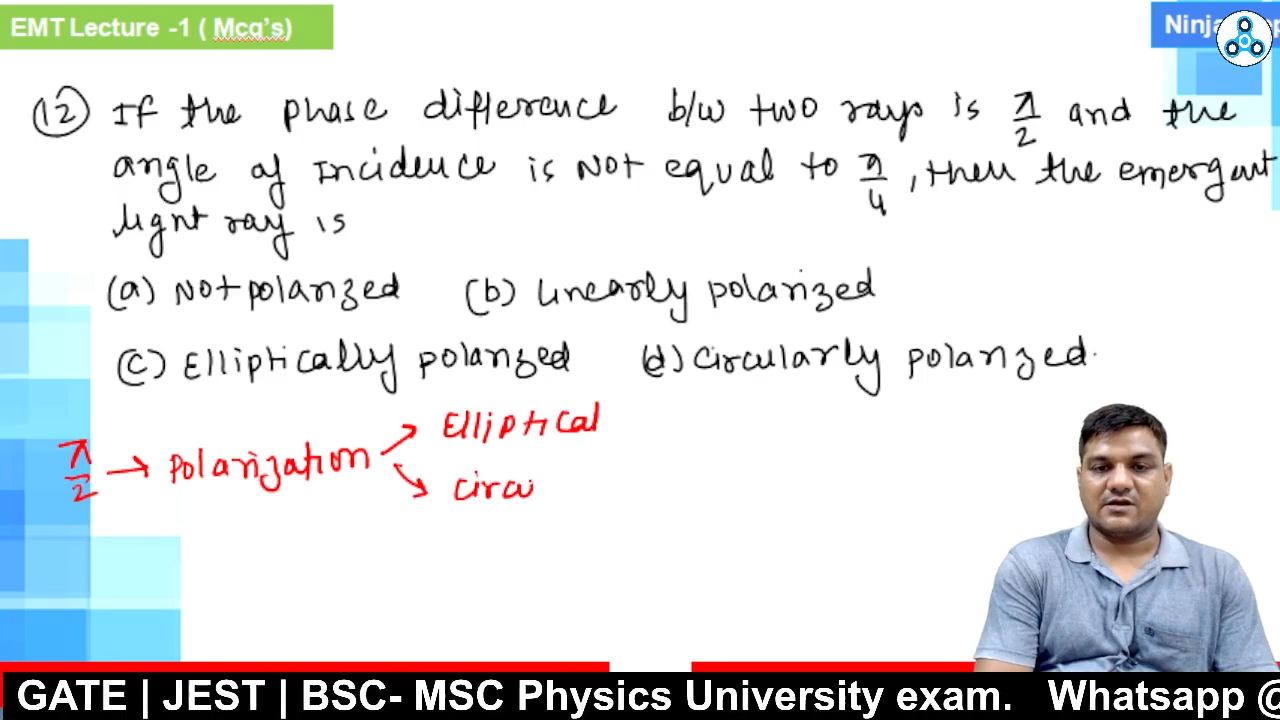 EMT Lecture -1 ( Mcq's)
Ninja
(12) If the phase difference b/w two rays is π/2 and the
angle of Incidence is NOT equal to π/4, then the emergent
light ray is
(a) Not polarized (b) Linearly polarized
(c) Elliptically polarized (d) Circularly polarized.
π/2 → Polarization → Elliptical
→ circu
GATE | JEST | BSC- MSC Physics University exam. Whatsapp @